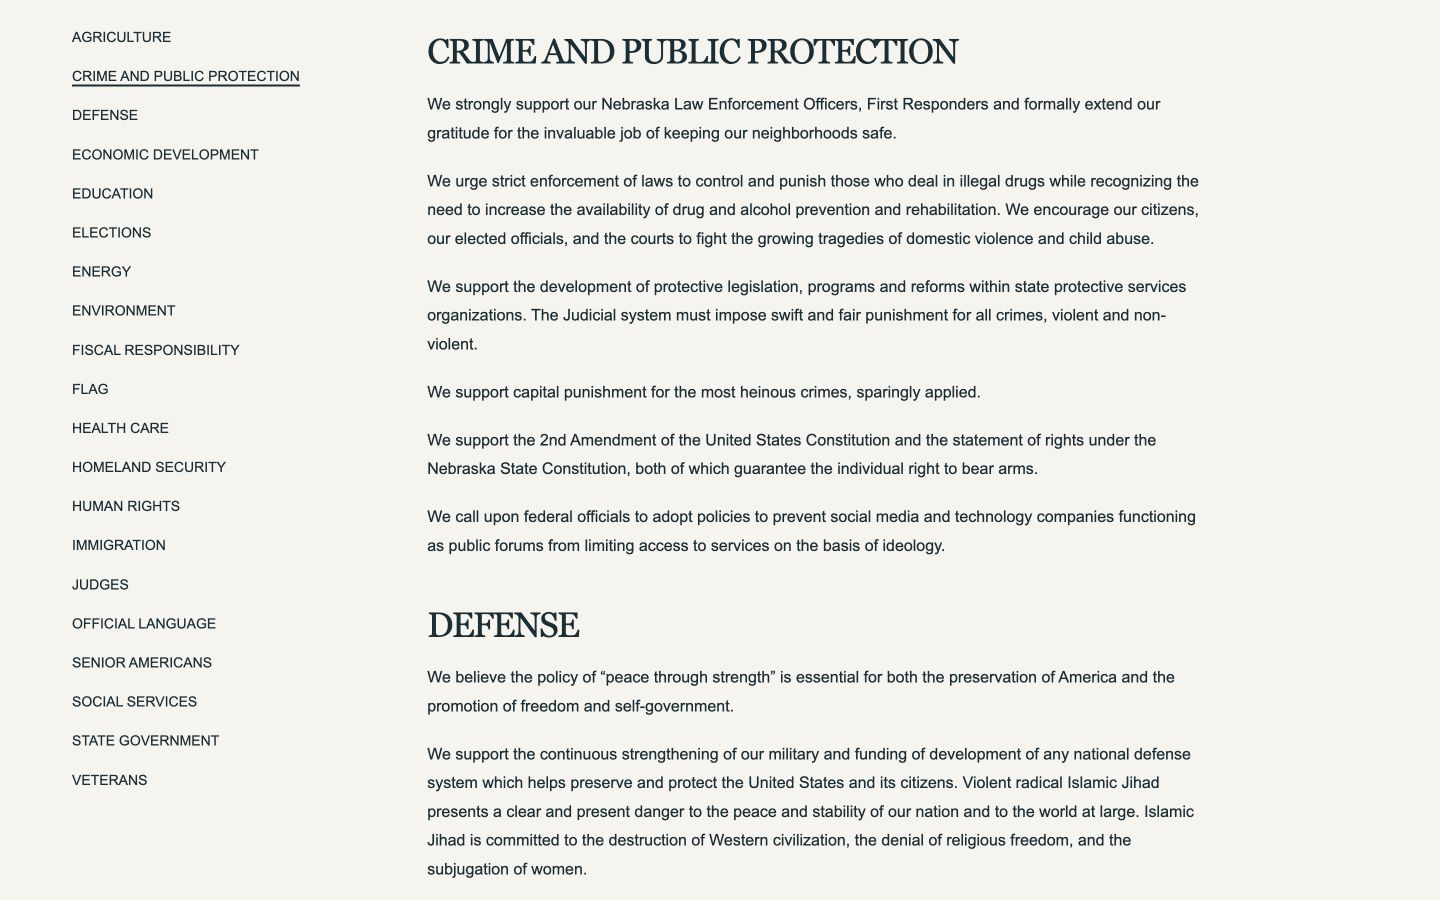 AGRICULTURE
CRIME AND PUBLIC PROTECTION
DEFENSE
ECONOMIC DEVELOPMENT
EDUCATION
ELECTIONS
ENERGY
ENVIRONMENT
FISCAL RESPONSIBILITY
FLAG
HEALTH CARE
HOMELAND SECURITY
HUMAN RIGHTS
IMMIGRATION
JUDGES
OFFICIAL LANGUAGE
SENIOR AMERICANS
SOCIAL SERVICES
STATE GOVERNMENT
VETERANS
CRIME AND PUBLIC PROTECTION
We strongly support our Nebraska Law Enforcement Officers, First Responders and formally extend our
gratitude for the invaluable job of keeping our neighborhoods safe.
We urge strict enforcement of laws to control and punish those who deal in illegal drugs while recognizing the
need to increase the availability of drug and alcohol prevention and rehabilitation. We encourage our citizens,
our elected officials, and the courts to fight the growing tragedies of domestic violence and child abuse.
We support the development of protective legislation, programs and reforms within state protective services
organizations. The Judicial system must impose swift and fair punishment for all crimes, violent and non-
violent.
We support capital punishment for the most heinous crimes, sparingly applied.
We support the 2nd Amendment of the United States Constitution and the statement of rights under the
Nebraska State Constitution, both of which guarantee the individual right to bear arms.
We call upon federal officials to adopt policies to prevent social media and technology companies functioning
as public forums from limiting access to services on the basis of ideology.
DEFENSE
We believe the policy of “peace through strength” is essential for both the preservation of America and the
promotion of freedom and self-government.
We support the continuous strengthening of our military and funding of development of any national defense
system which helps preserve and protect the United States and its citizens. Violent radical Islamic Jihad
presents a clear and present danger to the peace and stability of our nation and to the world at large. Islamic
Jihad is committed to the destruction of Western civilization, the denial of religious freedom, and the
subjugation of women.